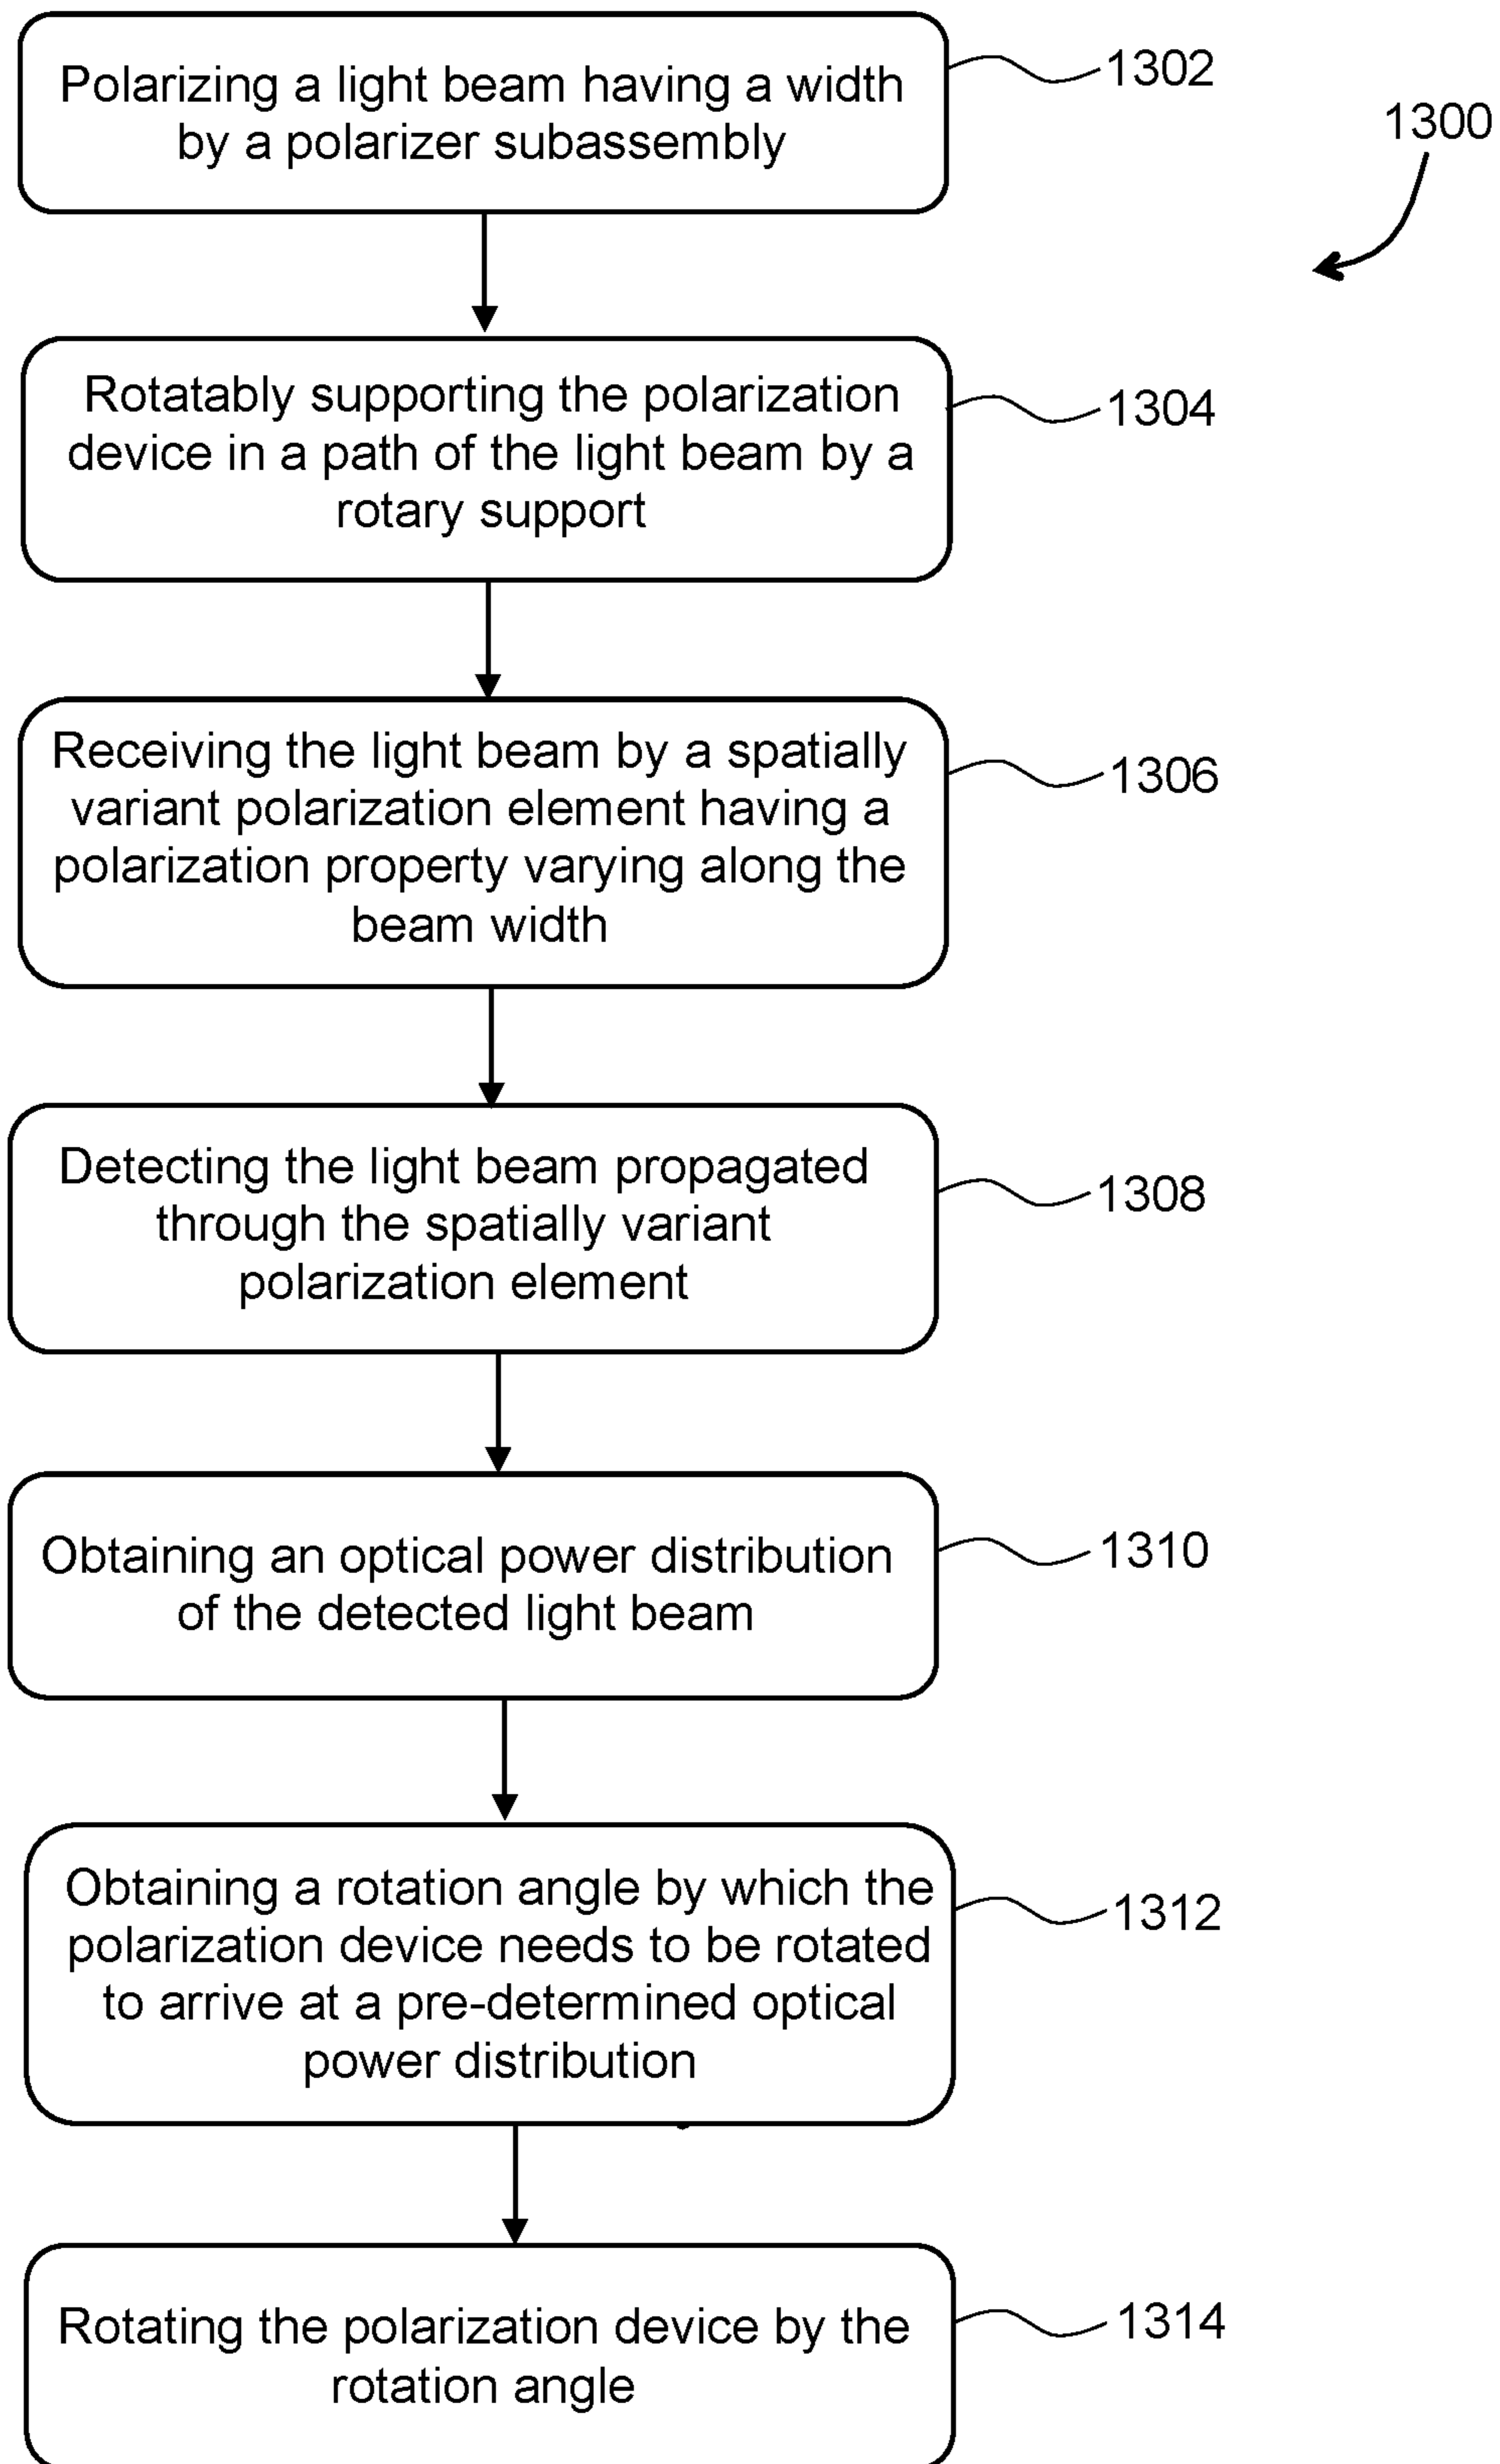 Polarizing a light beam having a width
by a polarizer subassembly
1302
1300
Rotatably supporting the polarization
device in a path of the light beam by a
rotary support
1304
Receiving the light beam by a spatially
variant polarization element having a
polarization property varying along the
beam width
1306
Detecting the light beam propagated
through the spatially variant
polarization element
1308
Obtaining an optical power distribution
of the detected light beam
1310
Obtaining a rotation angle by which the
polarization device needs to be rotated
to arrive at a pre-determined optical
power distribution
1312
Rotating the polarization device by the
rotation angle
1314